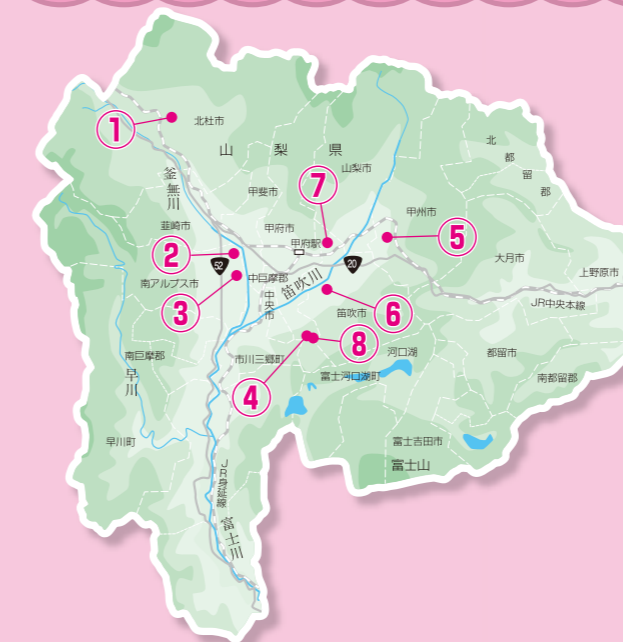 1
北杜市
山梨県
北都留郡
山梨市
釜無川
甲斐市
7
甲州市
韮崎市
甲府市
甲府駅
5
2
52
20
大月市
上野原市
南アルプス市
中巨摩郡
中央市
笛吹川
JR中央本線
3
6
笛吹市
8
4
南巨摩郡
早川
市川三郷町
河口湖
富士河口湖町
都留市
南都留郡
早川町
富士吉田市
富士山
JR身延線
富士川